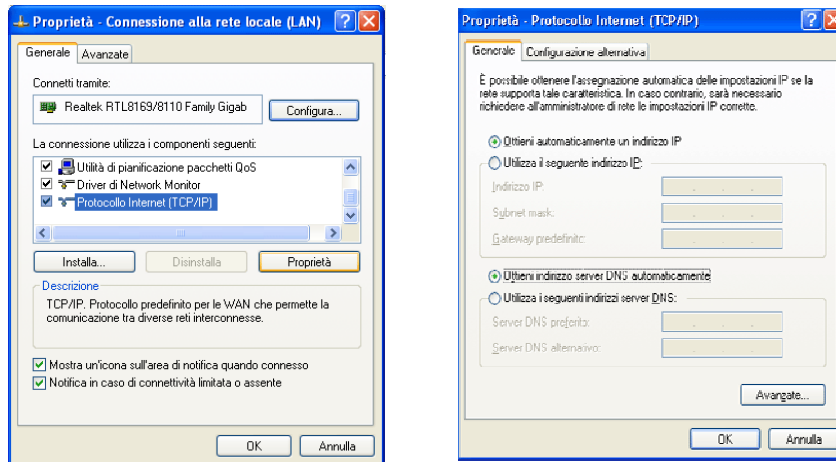 Proprietà - Connessione alla rete locale (LAN)
Generale Avanzate
Connetti tramite:
Realtek RTL8169/8110 Family Gigab
Configura...
La connessione utilizza i componenti seguenti:
Utilità di pianificazione pacchetti QoS
Driver di Network Monitor
Protocollo Internet (TCP/IP)
Installa... Disinstalla Proprietà
Descrizione
TCP/IP. Protocollo predefinito per le WAN che permette la
comunicazione tra diverse reti interconnesse.
Mostra un'icona sull'area di notifica quando connesso
Notifica in caso di connettività limitata o assente
OK Annulla
Proprietà - Protocollo Internet (TCP/IP)
Generale Configurazione alternativa
È possibile ottenere l'assegnazione automatica delle impostazioni IP se la
rete supporta tale caratteristica. In caso contrario, sarà necessario
richiedere all'amministratore di rete le impostazioni IP corrette.
Ottieni automaticamente un indirizzo IP
Utilizza il seguente indirizzo IP:
Indirizzo IP:
Subnet mask:
Gateway predefinito:
Ottieni indirizzo server DNS automaticamente
Utilizza i seguenti indirizzi server DNS:
Server DNS preferito:
Server DNS alternativo:
Avanzate...
OK Annulla